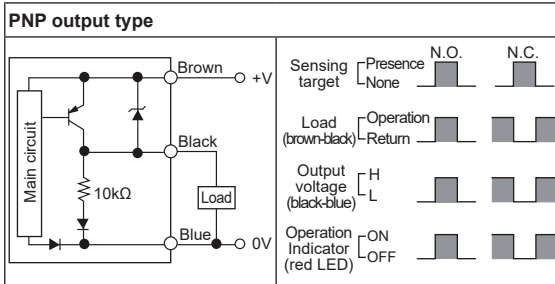 PNP output type
Main circuit
Brown
+V
Black
10kΩ
Load
Blue
0V
N.O.
N.C.
Sensing
target
Presence
None
Load
(brown-black)
Operation
Return
Output
voltage
(black-blue)
H
L
Operation
Indicator
(red LED)
ON
OFF